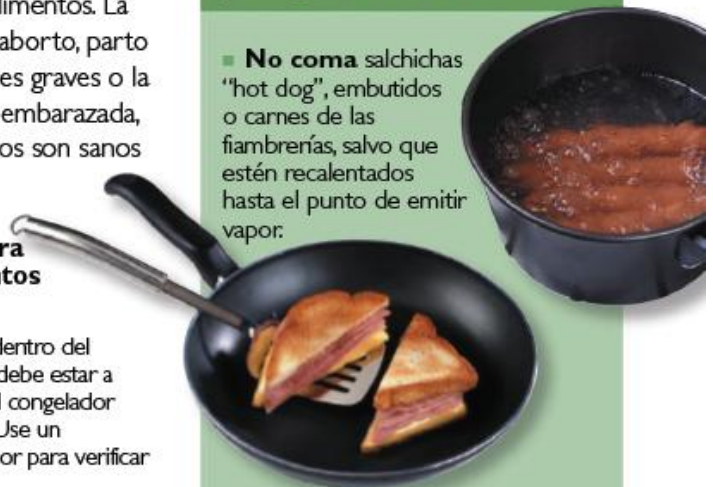 alimentos. La
aborto, parto
es graves o la
embarazada,
os son sanos
ra
tos
dentro del
debe estar a
l congelador
Use un
or para verificar
■ No coma salchichas
“hot dog”, embutidos
o carnes de las
fiambrerías, salvo que
estén recalentados
hasta el punto de emitir
vapor.